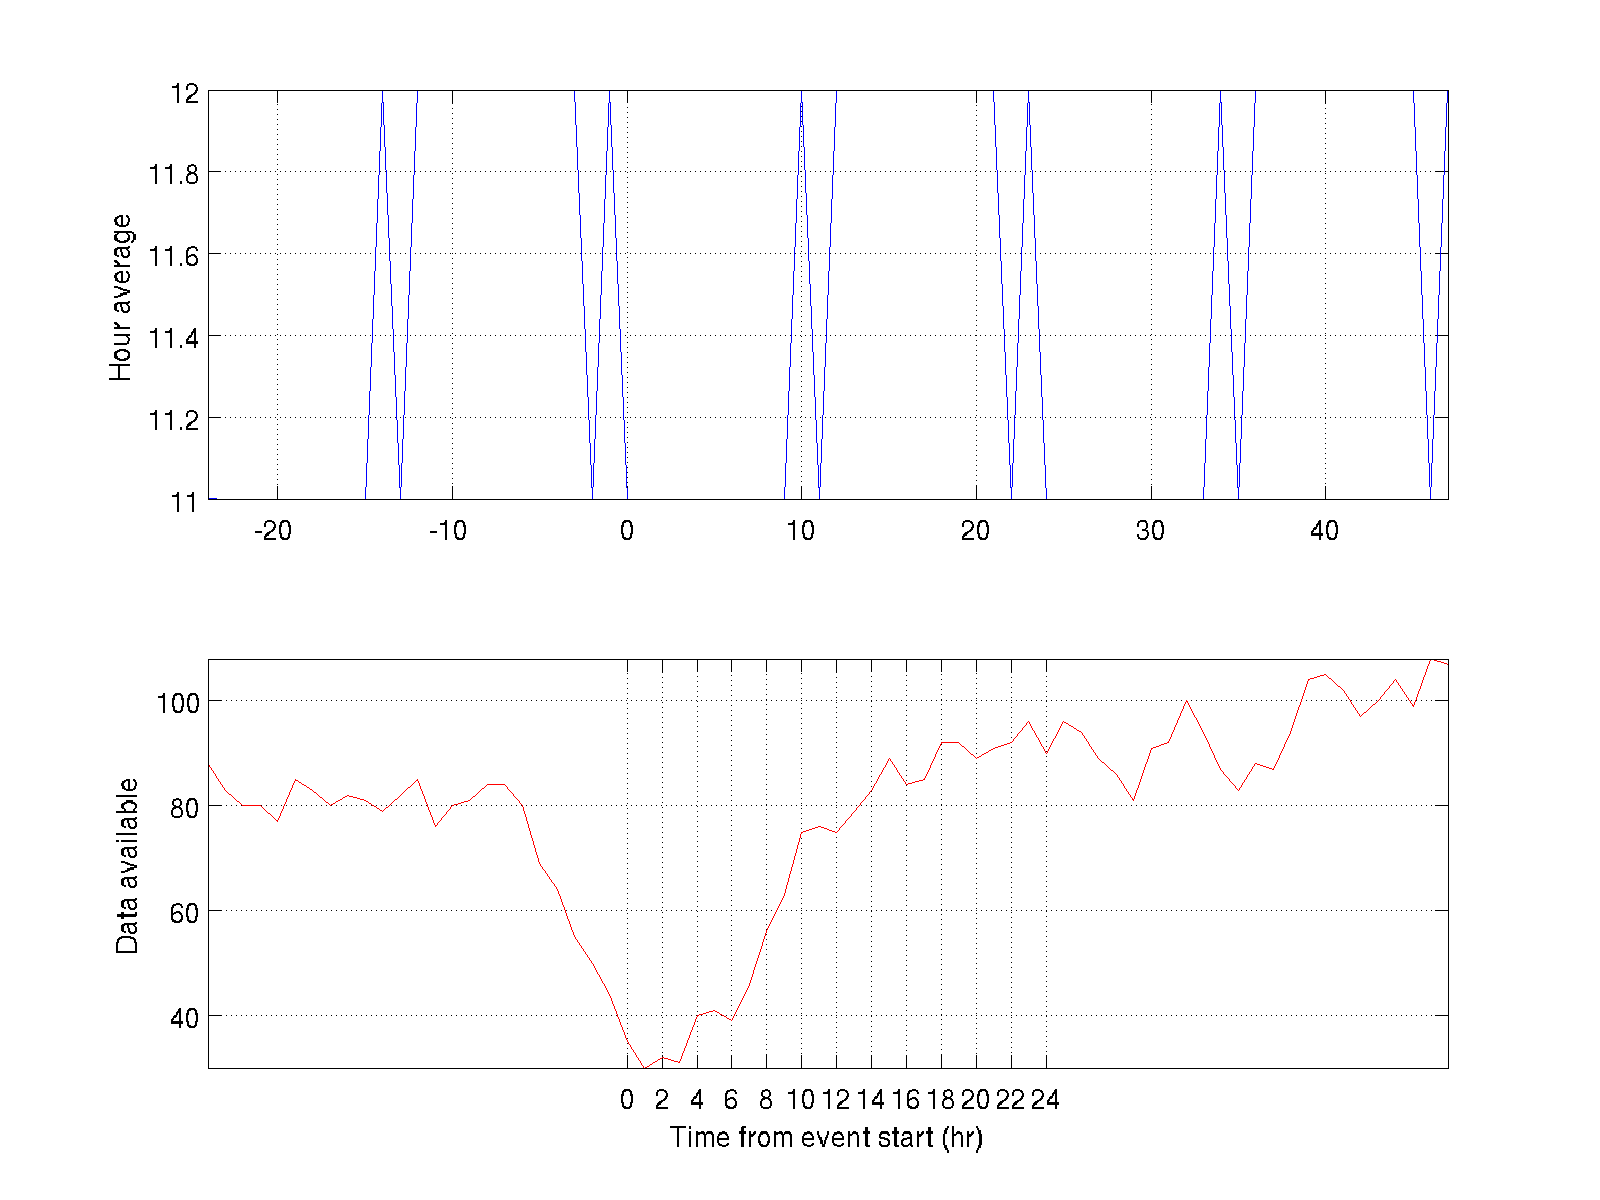 12
11.8
11.6
11.4
11.2
11
Hour average
-20 -10 0 10 20 30 40
100
80
60
40
Data available
0 2 4 6 8 10 12 14 16 18 20 22 24
Time from event start (hr)